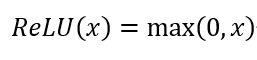 ReLU(x) = max(0, x)